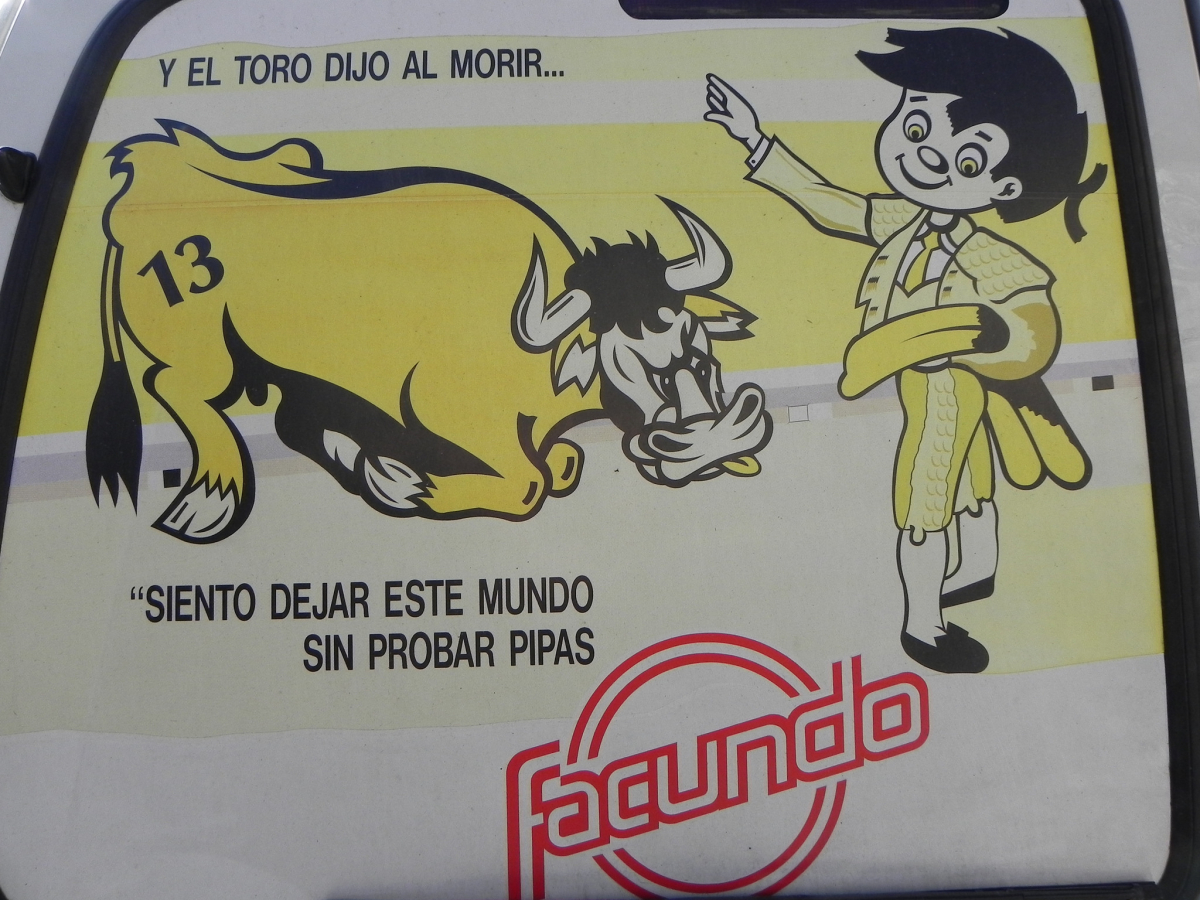 Y EL TORO DIJO AL MORIR...
13
“SIENTO DEJAR ESTE MUNDO
SIN PROBAR PIPAS
facundo